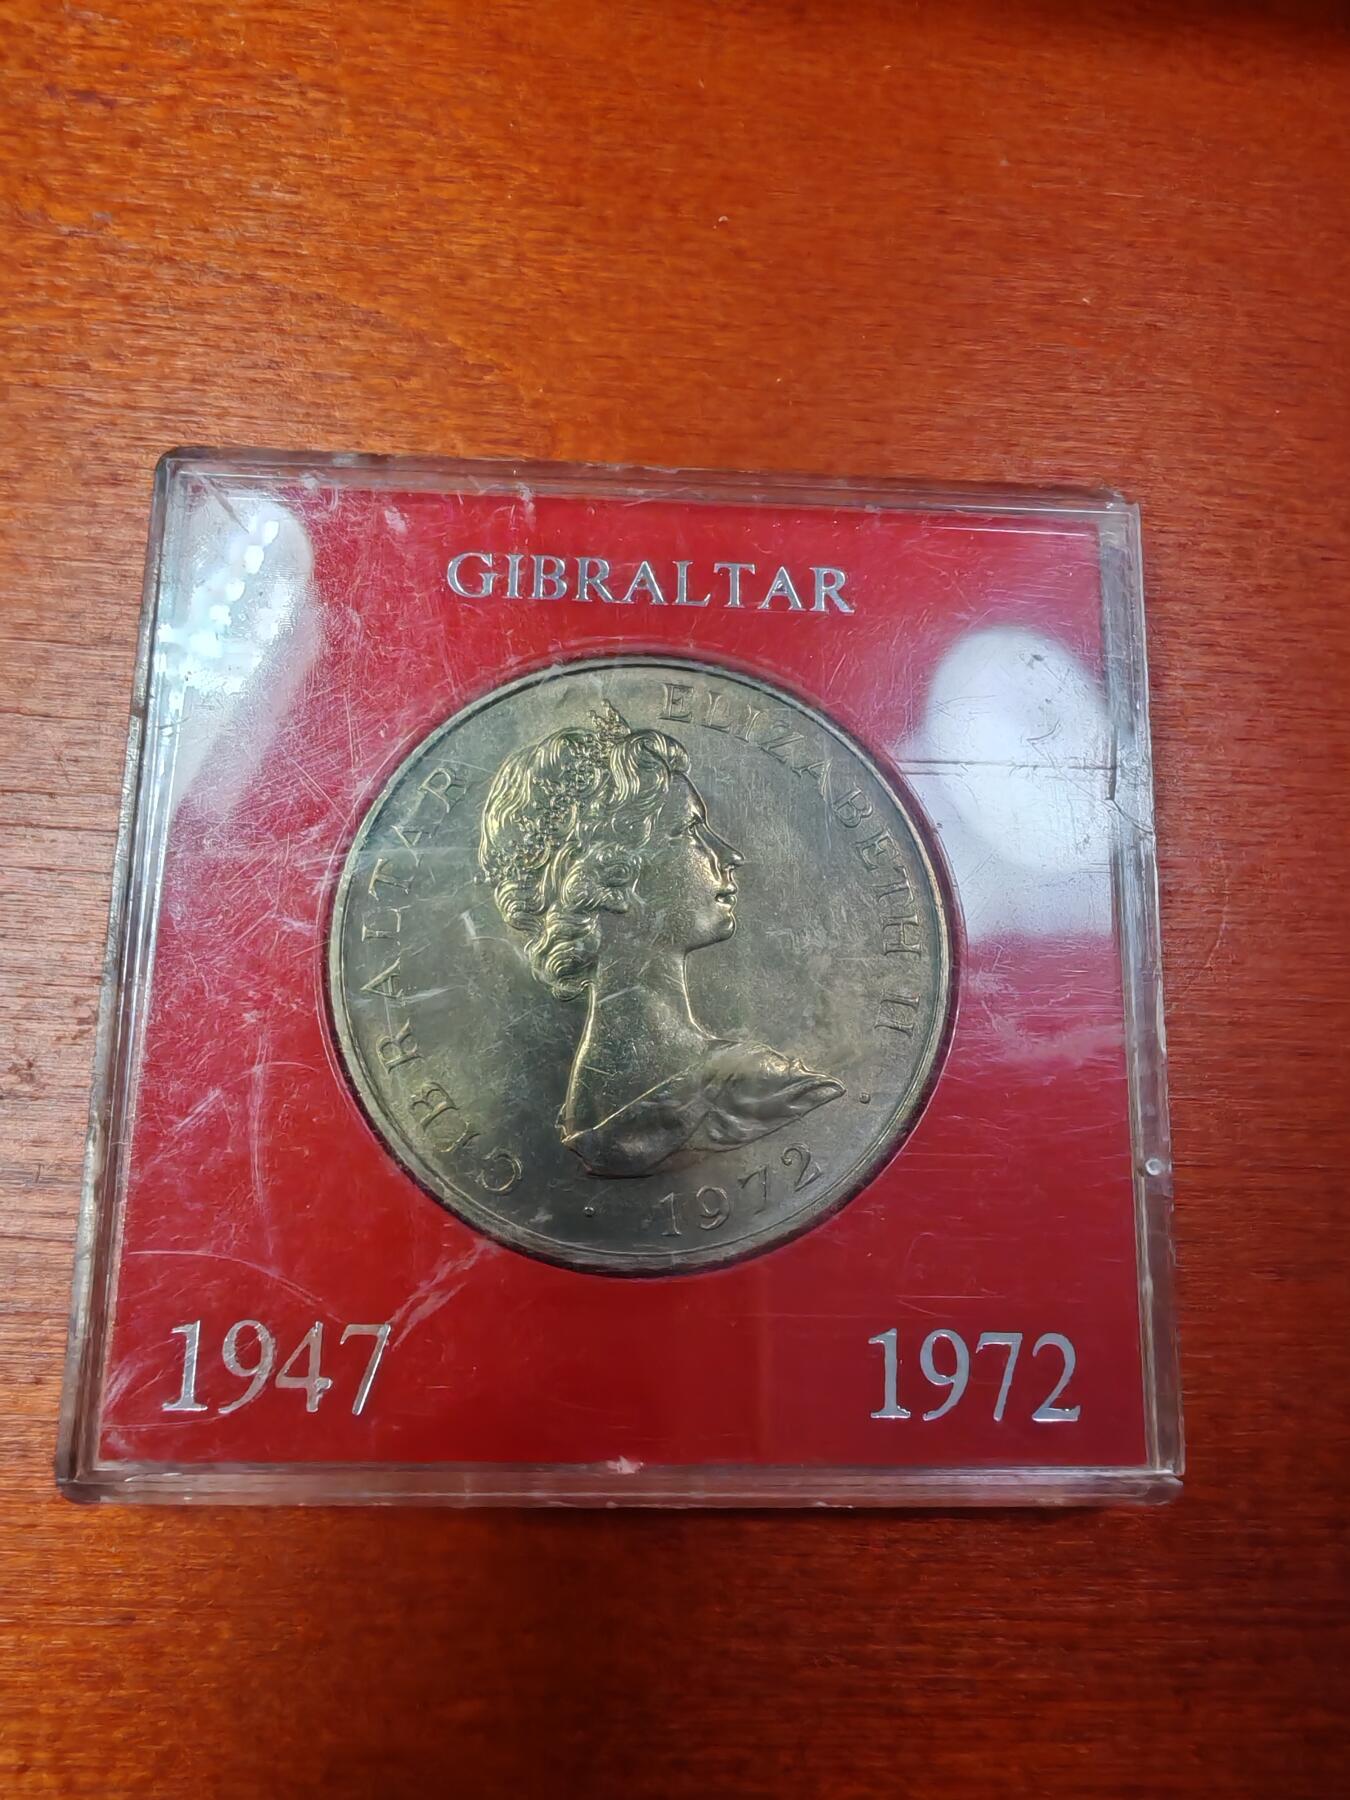 GIBRALTAR
GIBRALTAR ELIZABETH II
· 1972 ·
1947
1972